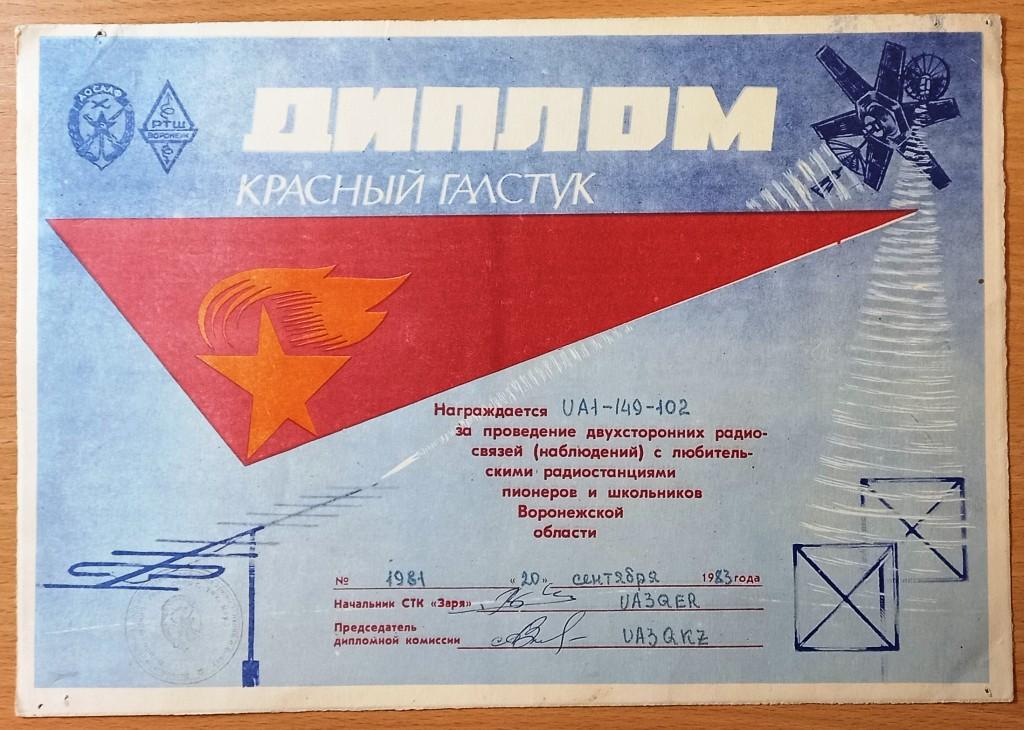 ДОСААФ
РТШ
ВОРОНЕЖ
ДИПЛОМ
КРАСНЫЙ ГАЛСТУК
Награждается UA1-149-102
за проведение двухсторонних радио-
связей (наблюдений) с любитель-
скими радиостанциями
пионеров и школьников
Воронежской
области
№ 1981 «20» сентября 1983 года
Начальник СТК «Заря» UA3QER
Председатель
дипломной комиссии UA3QKZ